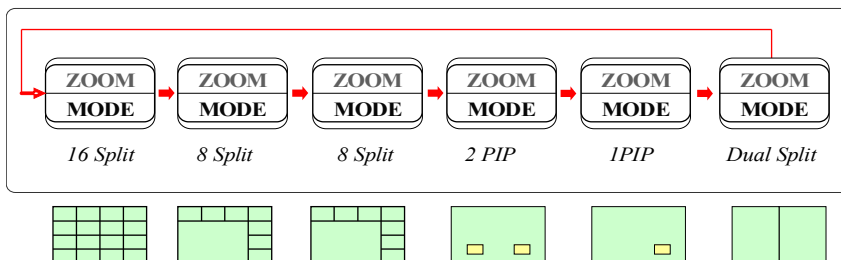 ZOOM ZOOM ZOOM ZOOM ZOOM ZOOM
MODE MODE MODE MODE MODE MODE
16 Split 8 Split 8 Split 2 PIP 1PIP Dual Split